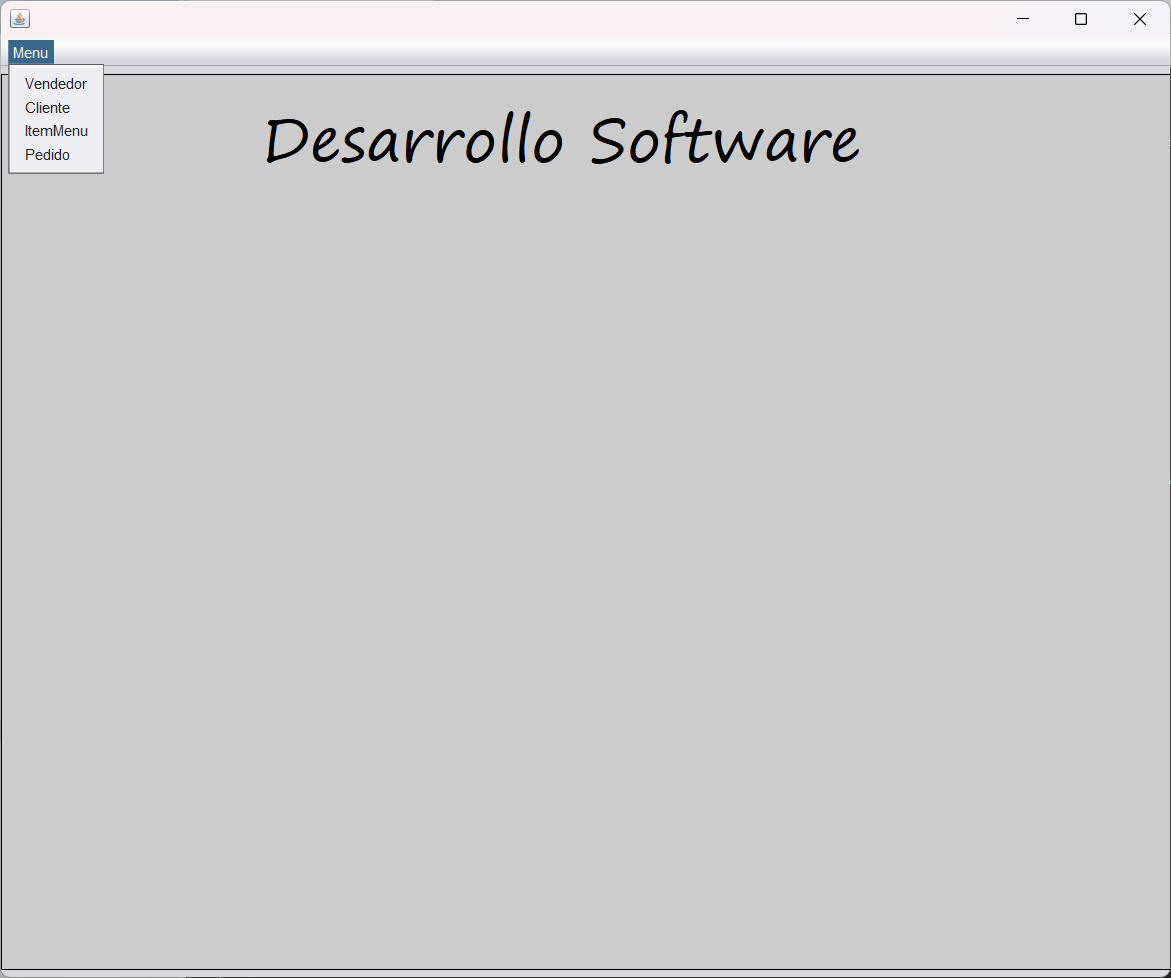 Menu
Vendedor
Cliente
ItemMenu
Pedido
Desarrollo Software